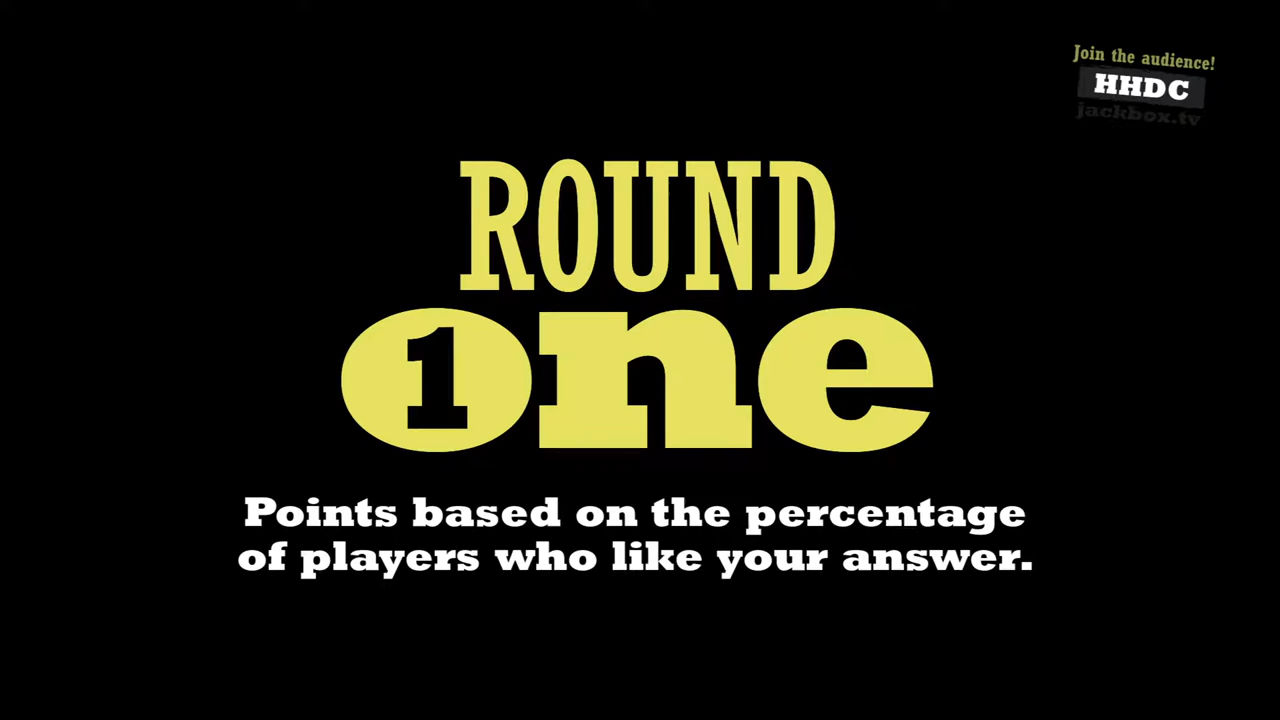 Join the audience!
HHDC
jackbox.tv
ROUND
1
One
Points based on the percentage
of players who like your answer.